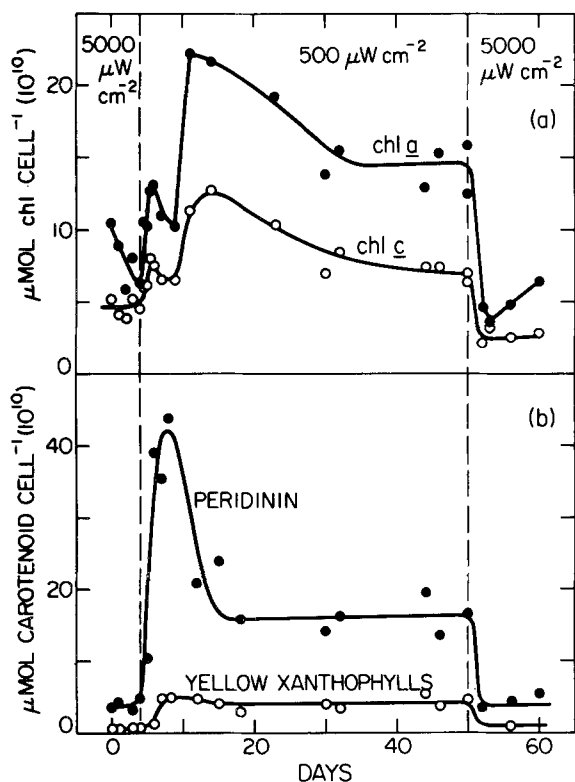 5000 μW cm⁻²
500 μW cm⁻²
5000 μW cm⁻²
(a)
μMOL chl · CELL⁻¹ (10¹⁰)
20
10
0
chl a
chl c
(b)
μMOL CAROTENOID CELL⁻¹ (10¹⁰)
40
20
0
PERIDININ
YELLOW XANTHOPHYLLS
0 20 40 60
DAYS